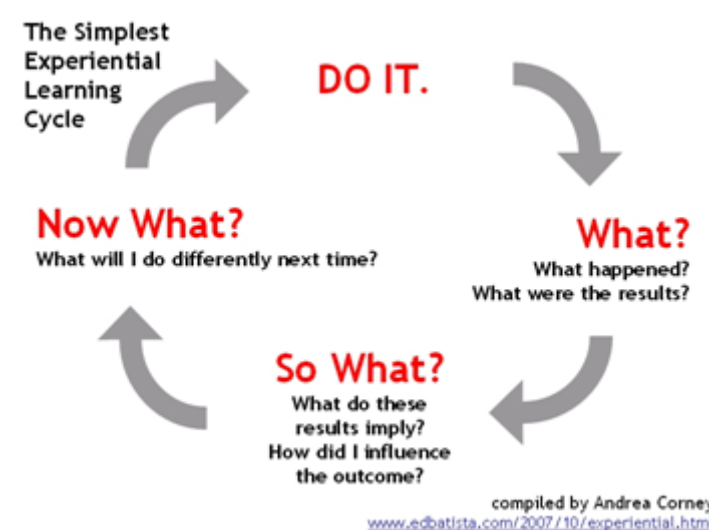 The Simplest
Experiential
Learning
Cycle
DO IT.
What?
What happened?
What were the results?
So What?
What do these
results imply?
How did I influence
the outcome?
Now What?
What will I do differently next time?
compiled by Andrea Corney
www.edbatista.com/2007/10/experiential.htm